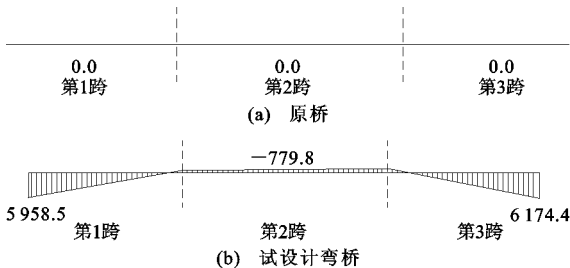 0.0 0.0 0.0
第1跨 第2跨 第3跨
(a) 原桥
−779.8
5 958.5 6 174.4
第1跨 第2跨 第3跨
(b) 试设计弯桥